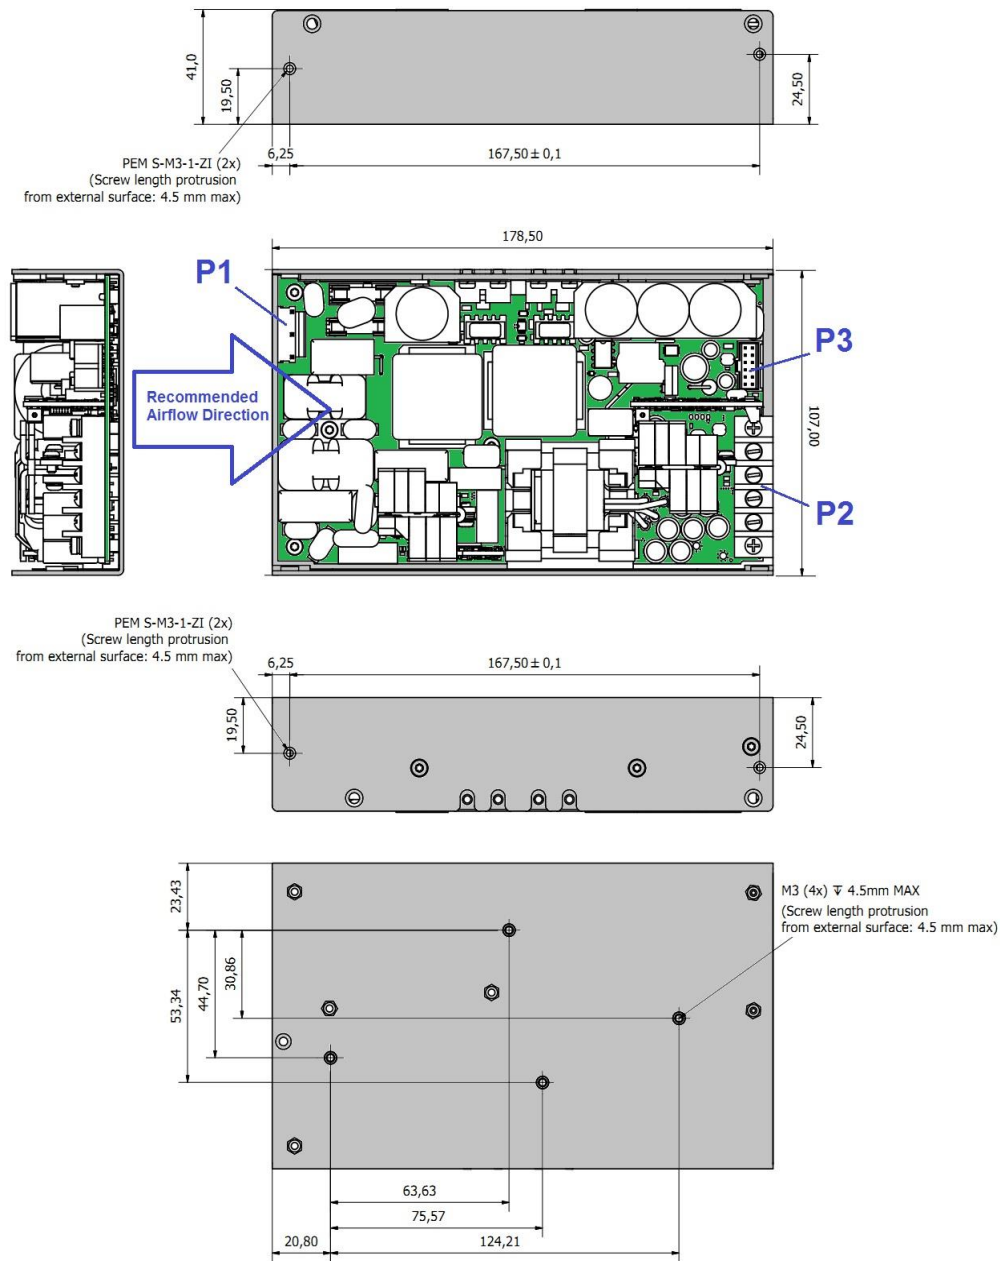 41,0
19,50
24,50
6,25
167,50 ± 0,1
PEM S-M3-1-ZI (2x)
(Screw length protrusion
from external surface: 4.5 mm max)
178,50
P1
Recommended
Airflow Direction
P3
107,00
P2
PEM S-M3-1-ZI (2x)
(Screw length protrusion
from external surface: 4.5 mm max)
6,25
167,50 ± 0,1
19,50
24,50
23,43
53,34
44,70
30,86
M3 (4x) ↧ 4.5mm MAX
(Screw length protrusion
from external surface: 4.5 mm max)
63,63
75,57
20,80
124,21